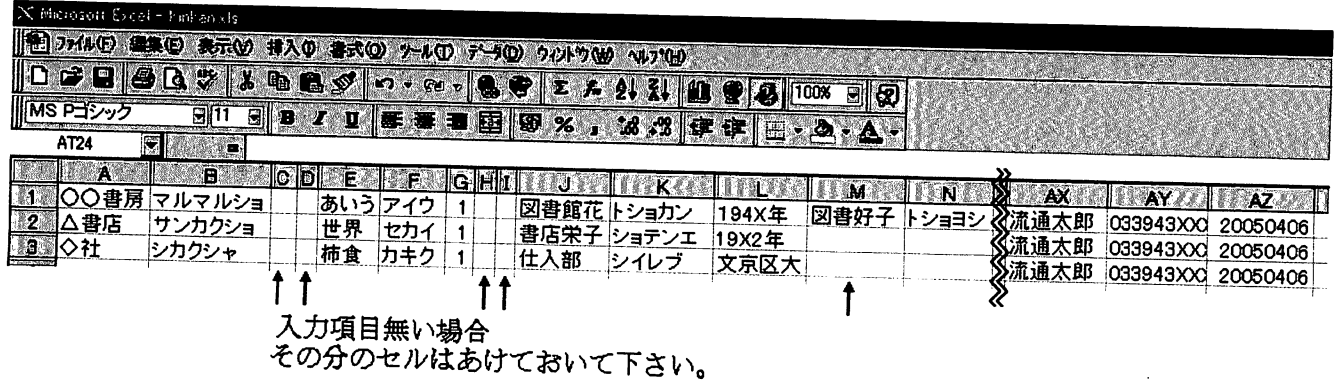 Microsoft Excel - hinhan.xls
ファイル(F) 編集(E) 表示(V) 挿入(I) 書式(O) ツール(T) データ(D) ウィンドウ(W) ヘルプ(H)
100%
MS Pゴシック 11 B I U % ,
AT24 =
A B C D E F G H I J K L M N AX AY AZ
1 〇〇書房 マルマルショ あいう アイウ 1 図書館花 トショカン 194X年 図書好子 トショヨシ 流通太郎 033943XXX 20050406
2 △書店 サンカクショ 世界 セカイ 1 書店栄子 ショテンエ 19X2年 流通太郎 033943XXX 20050406
3 ◇社 シカクシャ 柿食 カキク 1 仕入部 シイレブ 文京区大 流通太郎 033943XXX 20050406
入力項目無い場合
その分のセルはあけておいて下さい。